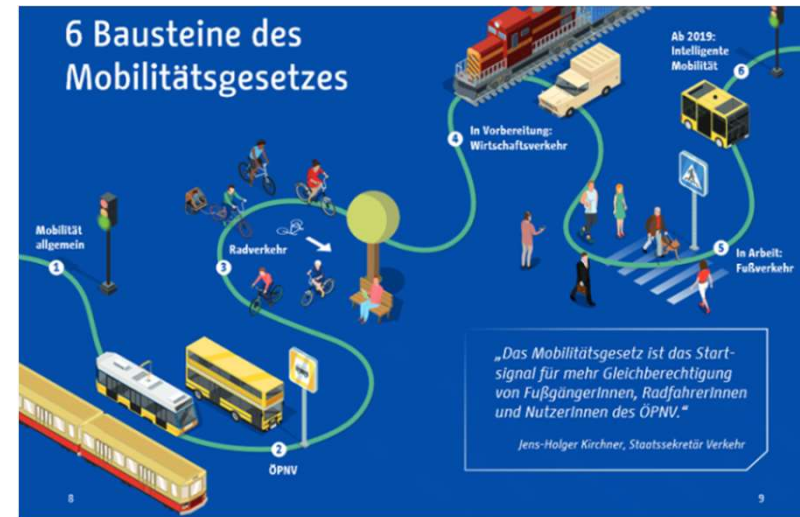 6 Bausteine des
Mobilitätsgesetzes
Mobilität
allgemein
1
2
ÖPNV
Radverkehr
3
4
In Vorbereitung:
Wirtschaftsverkehr
5
In Arbeit:
Fußverkehr
Ab 2019:
Intelligente
Mobilität
6
„Das Mobilitätsgesetz ist das Start-
signal für mehr Gleichberechtigung
von FußgängerInnen, RadfahrerInnen
und NutzerInnen des ÖPNV.“
Jens-Holger Kirchner, Staatssekretär Verkehr
8
9